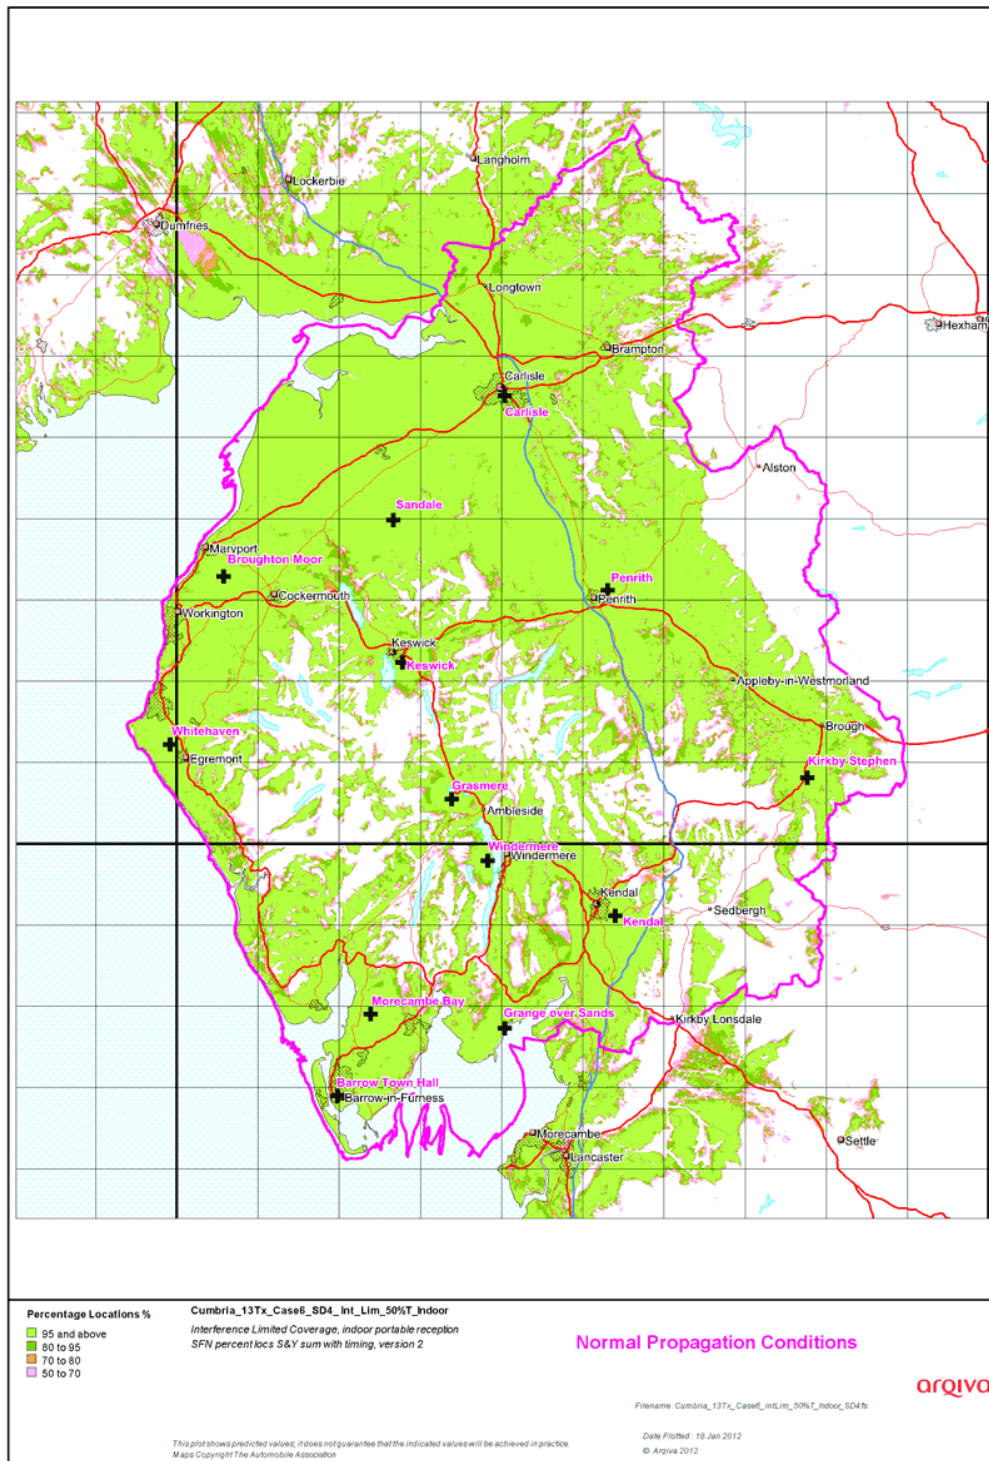 Langholm
Lockerbie
Dumfries
Longtown
Hexham
Brampton
Carlisle
Carlisle
Alston
Sandale
Maryport
Broughton Moor
Penrith
Cockermouth
Penrith
Workington
Keswick
Keswick
Appleby-in-Westmorland
Brough
Whitehaven
Egremont
Kirkby Stephen
Grasmere
Ambleside
Windermere
Windermere
Kendal
Sedbergh
Kendal
Morecambe Bay
Grange over Sands
Kirkby Lonsdale
Barrow Town Hall
Barrow-in-Furness
Morecambe
Settle
Lancaster
Percentage Locations %
95 and above
80 to 95
70 to 80
50 to 70
Cumbria_13Tx_Case6_SD4_Int_Lim_50%T_Indoor
Interference Limited Coverage, indoor portable reception
SFN percent locs S&Y sum with timing, version 2
Normal Propagation Conditions
arqiva
Filename: Cumbria_13Tx_Case6_IntLim_50%T_Indoor_SD4.fs
Date Plotted : 18 Jan 2012
© Arqiva 2012
This plot shows predicted values; it does not guarantee that the indicated values will be achieved in practice.
Maps Copyright The Automobile Association